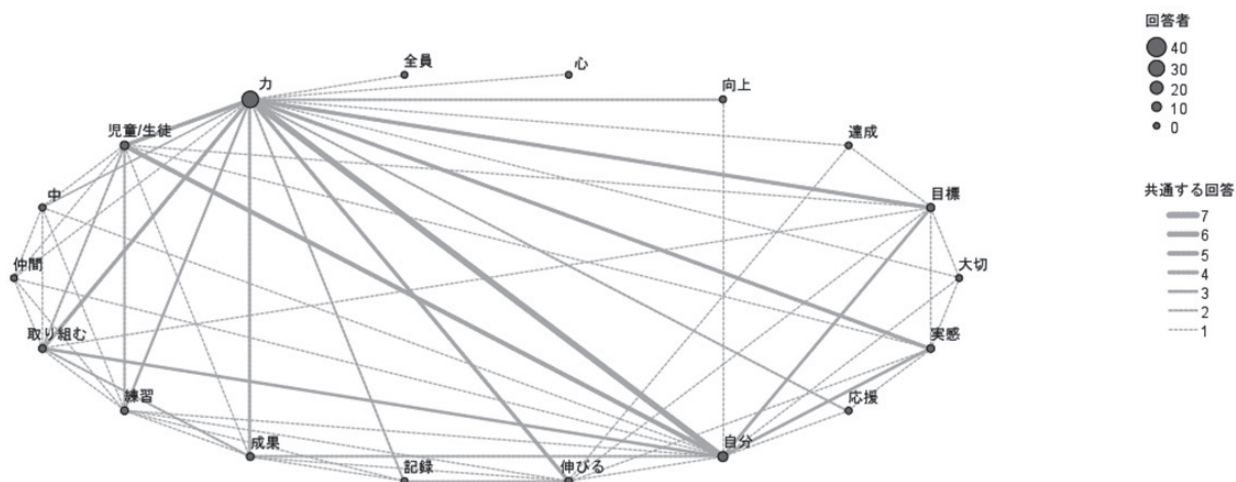 回答者
40
30
20
10
0
共通する回答
7
6
5
4
3
2
1
全員
心
力
向上
児童/生徒
達成
中
目標
仲間
大切
取り組む
実感
練習
応援
成果
自分
記録
伸びる